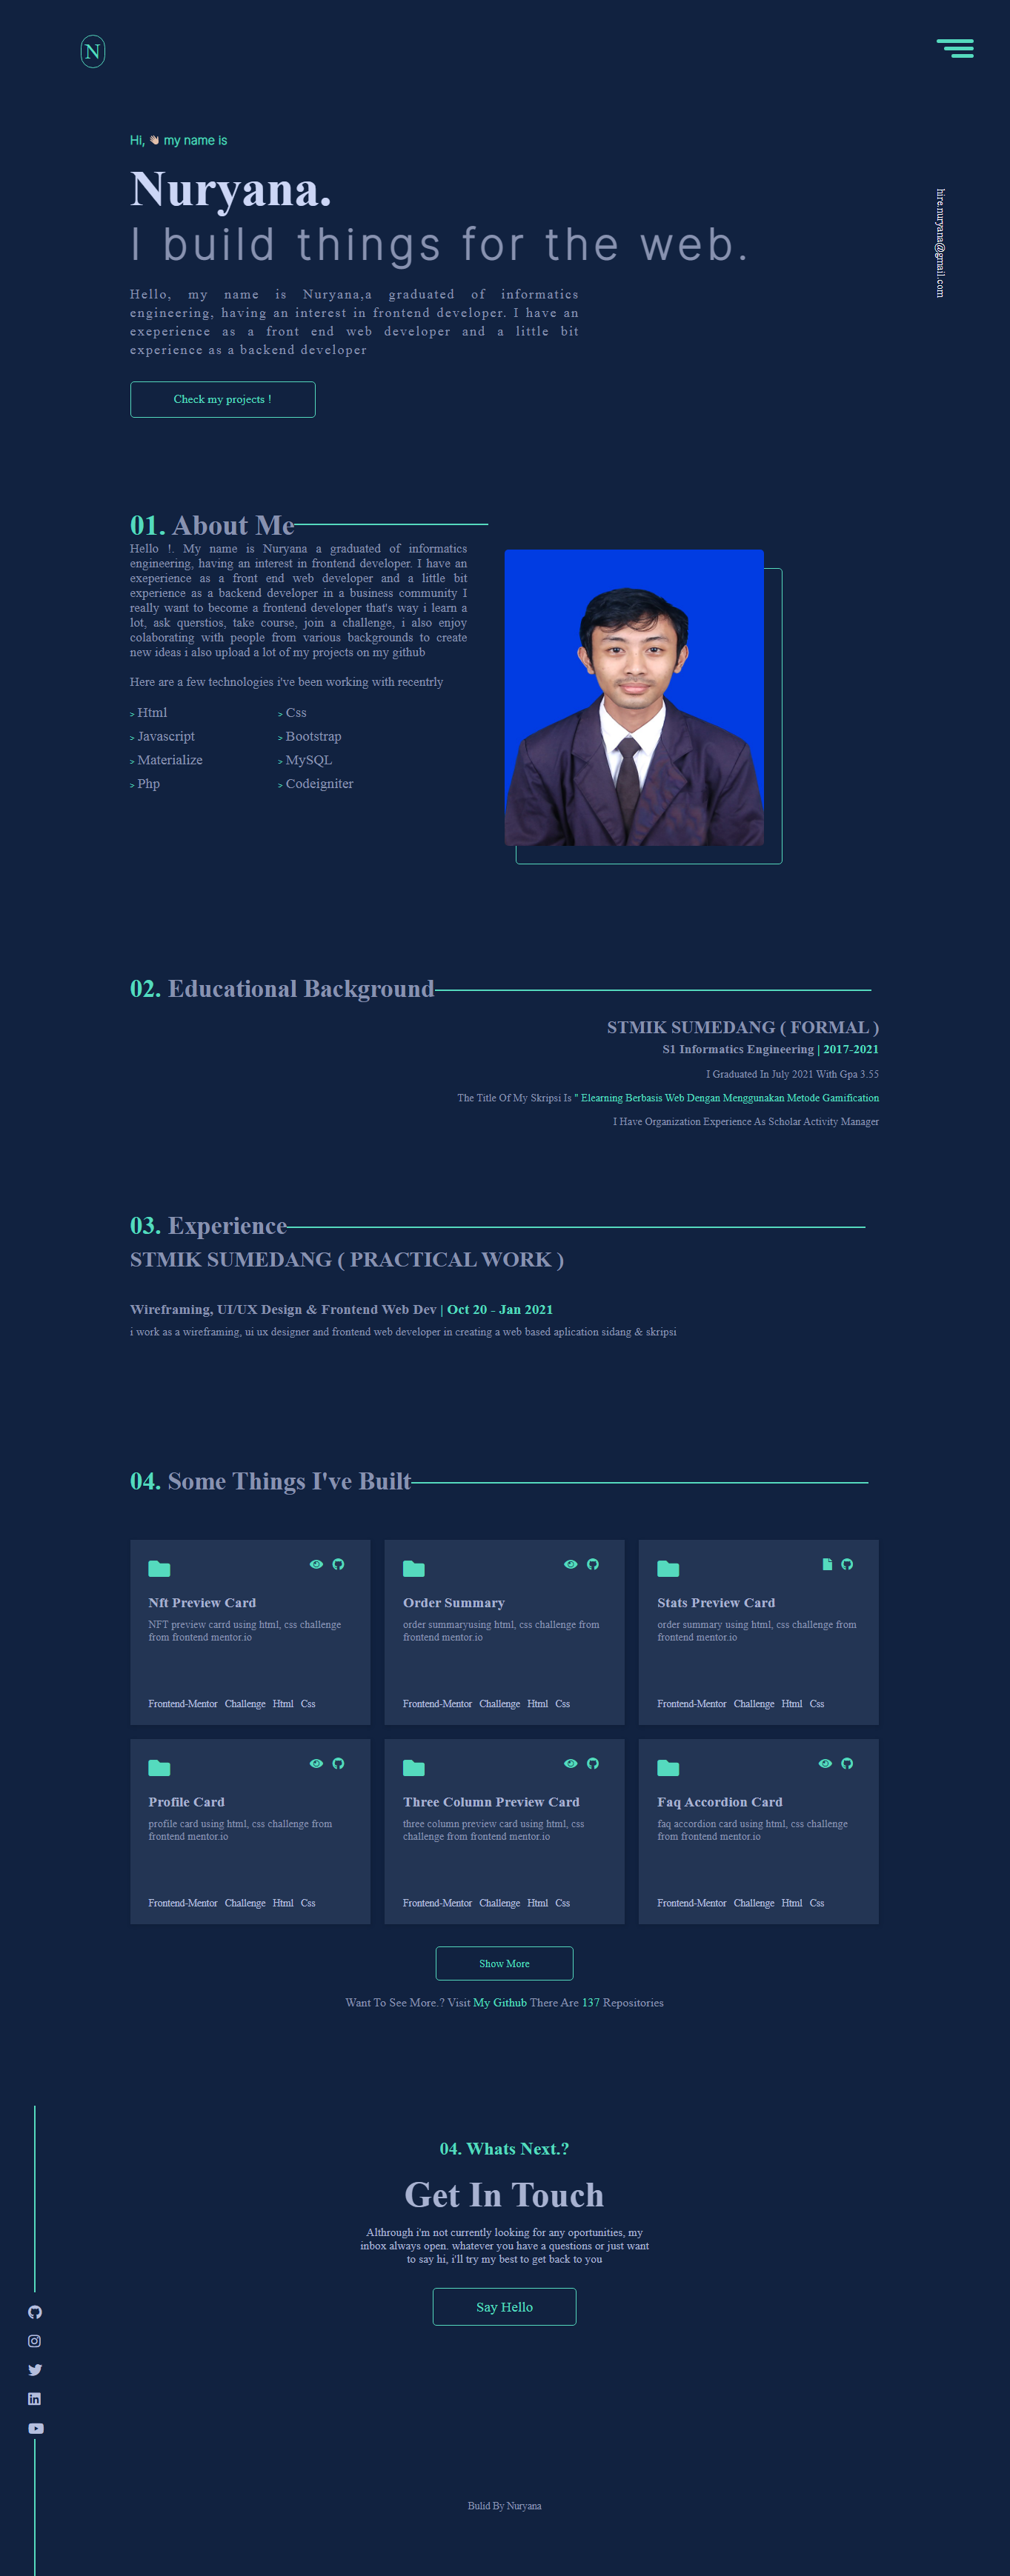 N
Hi, 👋🏻 my name is
Nuryana.
hire.nuryana@gmail.com
I build things for the web.
Hello, my name is Nuryana,a graduated of informatics
engineering, having an interest in frontend developer. I have an
exeperience as a front end web developer and a little bit
experience as a backend developer
Check my projects !
01. About Me
Hello !. My name is Nuryana a graduated of informatics
engineering, having an interest in frontend developer. I have an
exeperience as a front end web developer and a little bit
experience as a backend developer in a business community I
really want to become a frontend developer that's way i learn a
lot, ask querstios, take course, join a challenge, i also enjoy
colaborating with people from various backgrounds to create
new ideas i also upload a lot of my projects on my github
Here are a few technologies i've been working with recentrly
> Html
> Css
> Javascript
> Bootstrap
> Materialize
> MySQL
> Php
> Codeigniter
02. Educational Background
STMIK SUMEDANG ( FORMAL )
S1 Informatics Engineering | 2017-2021
I Graduated In July 2021 With Gpa 3.55
The Title Of My Skripsi Is " Elearning Berbasis Web Dengan Menggunakan Metode Gamification
I Have Organization Experience As Scholar Activity Manager
03. Experience
STMIK SUMEDANG ( PRACTICAL WORK )
Wireframing, UI/UX Design & Frontend Web Dev | Oct 20 - Jan 2021
i work as a wireframing, ui ux designer and frontend web developer in creating a web based aplication sidang & skripsi
04. Some Things I've Built
Nft Preview Card
NFT preview carrd using html, css challenge
from frontend mentor.io
Frontend-Mentor Challenge Html Css
Order Summary
order summaryusing html, css challenge from
frontend mentor.io
Frontend-Mentor Challenge Html Css
Stats Preview Card
order summary using html, css challenge from
frontend mentor.io
Frontend-Mentor Challenge Html Css
Profile Card
profile card using html, css challenge from
frontend mentor.io
Frontend-Mentor Challenge Html Css
Three Column Preview Card
three column preview card using html, css
challenge from frontend mentor.io
Frontend-Mentor Challenge Html Css
Faq Accordion Card
faq accordion card using html, css challenge
from frontend mentor.io
Frontend-Mentor Challenge Html Css
Show More
Want To See More.? Visit My Github There Are 137 Repositories
04. Whats Next.?
Get In Touch
Althrough i'm not currently looking for any oportunities, my
inbox always open. whatever you have a questions or just want
to say hi, i'll try my best to get back to you
Say Hello
Bulid By Nuryana